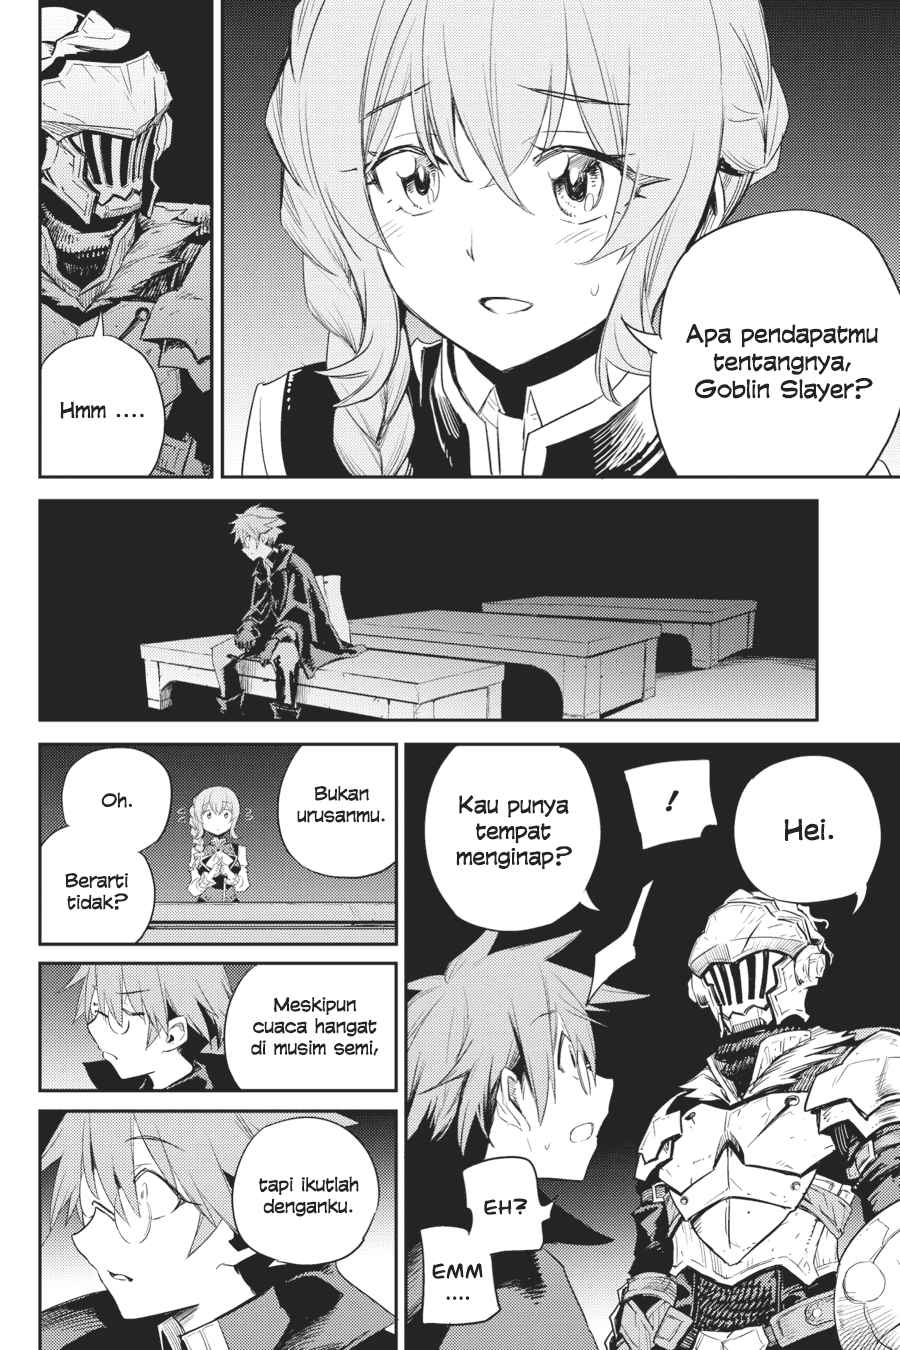 Apa pendapatmu
tentangnya,
Goblin Slayer?
Hmm ....
Hei.
!
Kau punya
tempat
menginap?
EH?
EMM
....
Bukan
urusanmu.
Oh.
Berarti
tidak?
Meskipun
cuaca hangat
di musim semi,
tapi ikutlah
denganku.